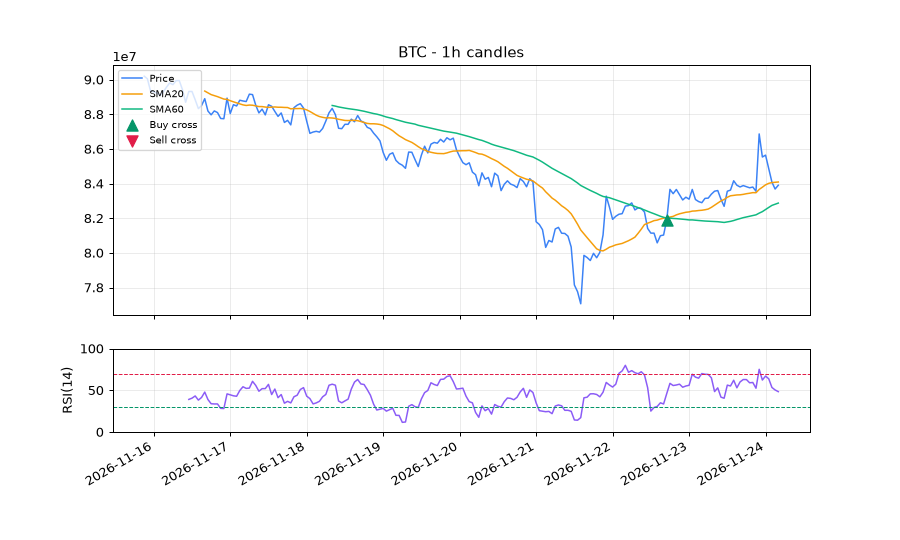 BTC - 1h candles
1e7
Price
SMA20
SMA60
Buy cross
Sell cross
9.0
8.8
8.6
8.4
8.2
8.0
7.8
RSI(14)
100
50
0
2026-11-16
2026-11-17
2026-11-18
2026-11-19
2026-11-20
2026-11-21
2026-11-22
2026-11-23
2026-11-24